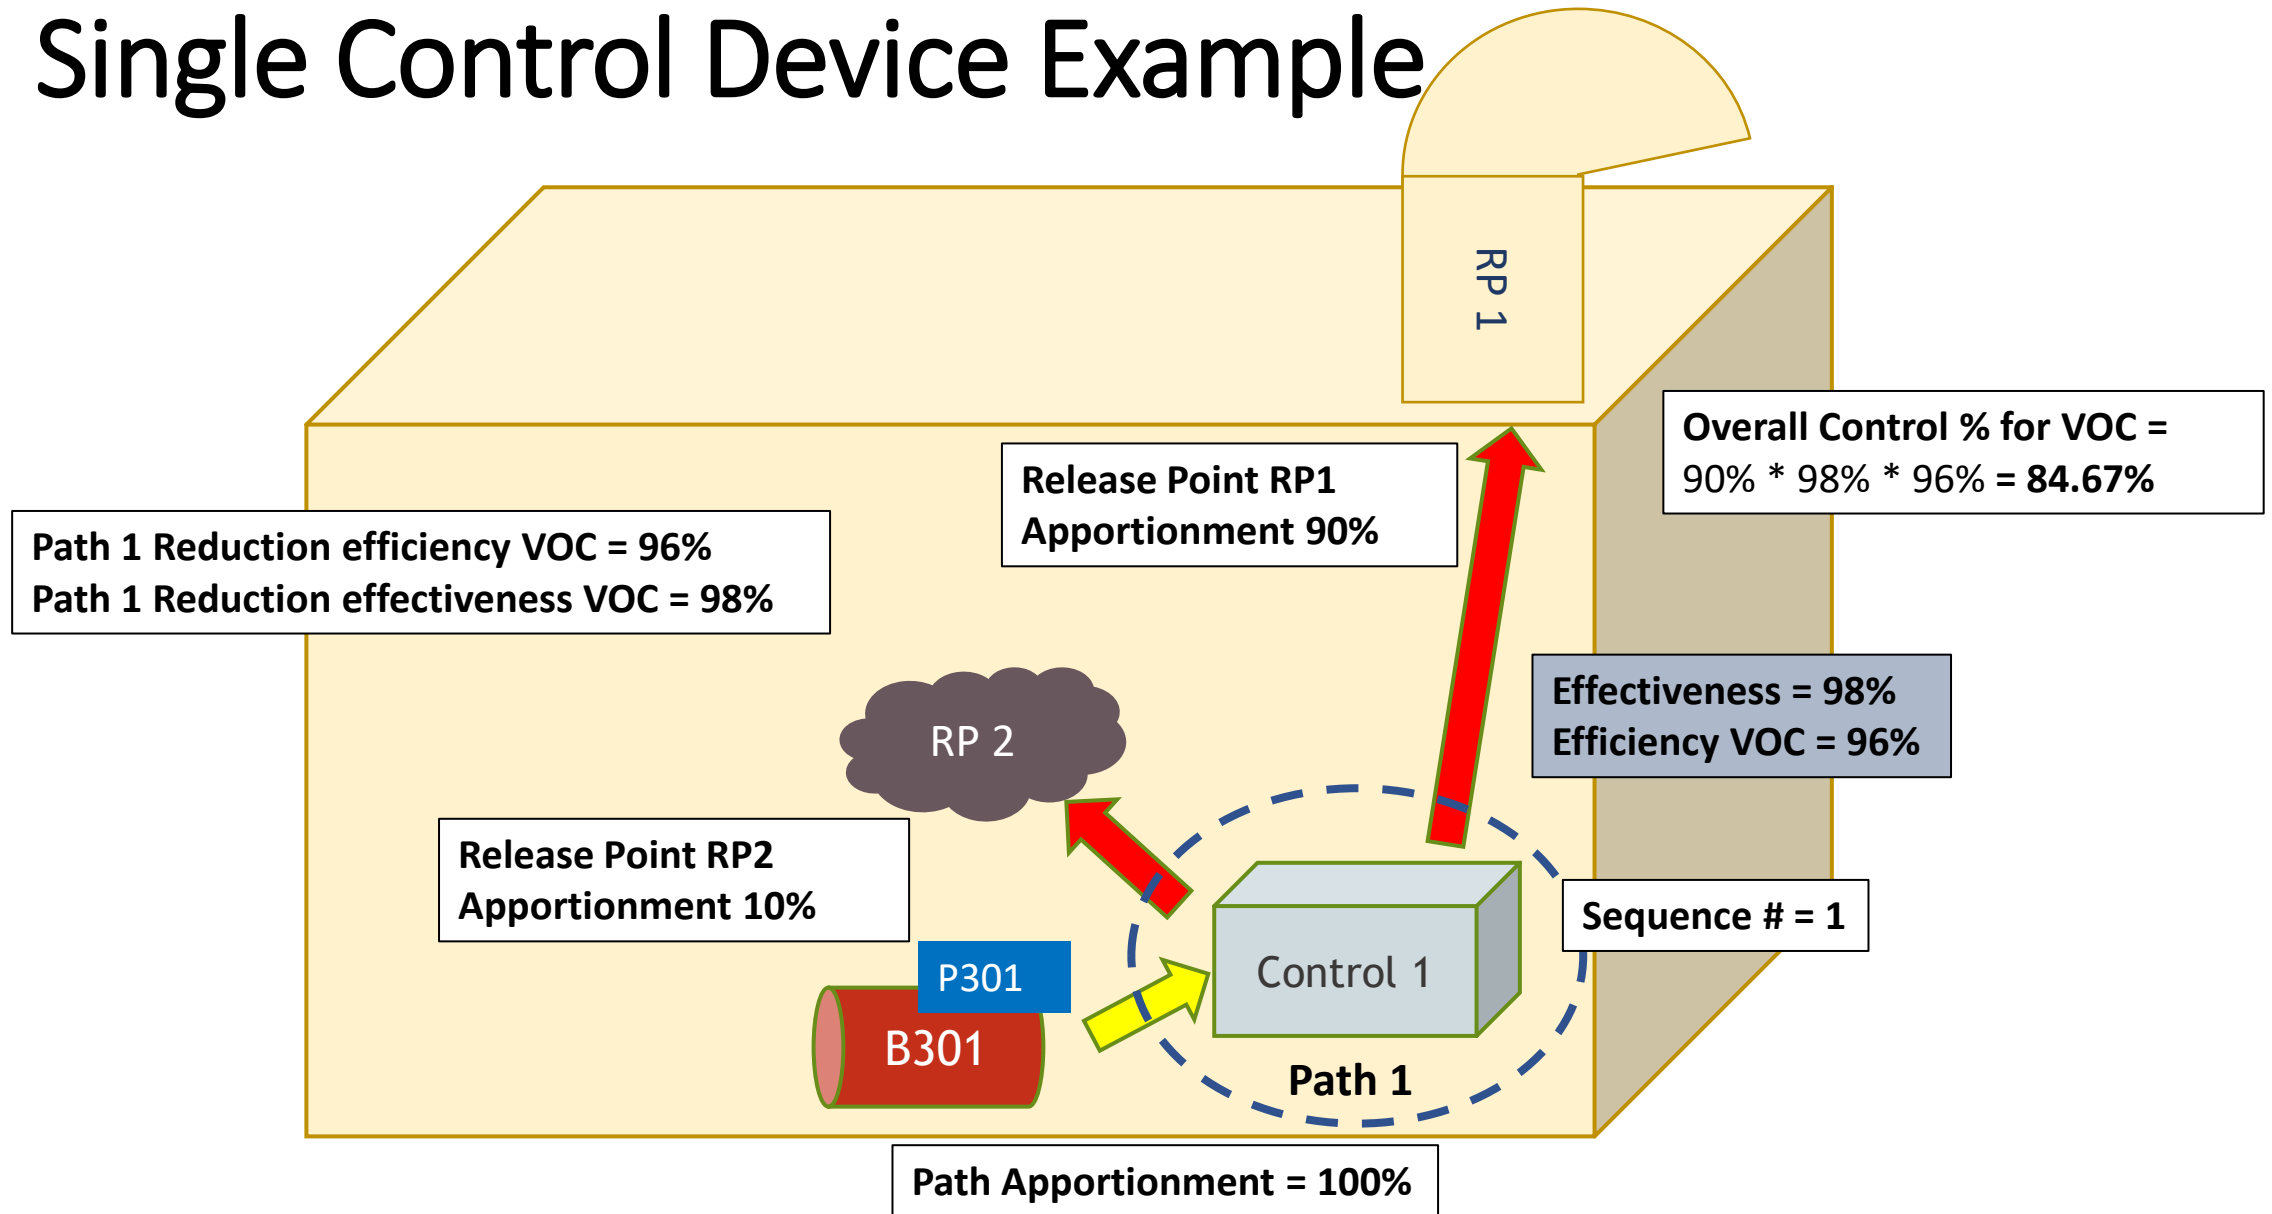 Single Control Device Example
RP 1
Overall Control % for VOC =
90% * 98% * 96% = 84.67%
Release Point RP1
Apportionment 90%
Path 1 Reduction efficiency VOC = 96%
Path 1 Reduction effectiveness VOC = 98%
Effectiveness = 98%
Efficiency VOC = 96%
RP 2
Release Point RP2
Apportionment 10%
Sequence # = 1
P301
Control 1
B301
Path 1
Path Apportionment = 100%